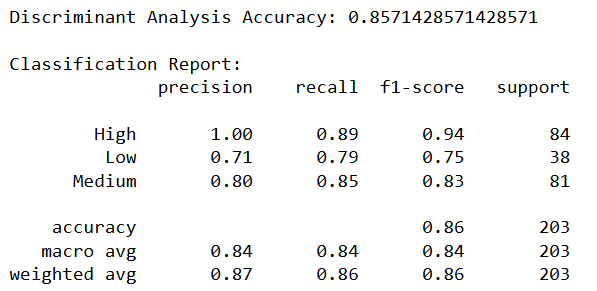 Discriminant Analysis Accuracy: 0.8571428571428571
Classification Report:
precision recall f1-score support
High 1.00 0.89 0.94 84
Low 0.71 0.79 0.75 38
Medium 0.80 0.85 0.83 81
accuracy 0.86 203
macro avg 0.84 0.84 0.84 203
weighted avg 0.87 0.86 0.86 203